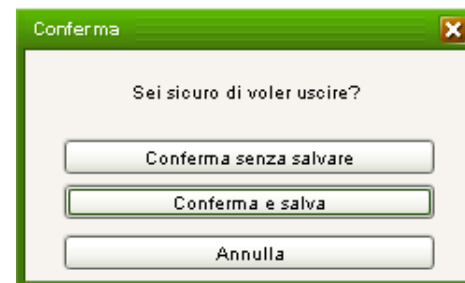 Conferma
Sei sicuro di voler uscire?
Conferma senza salvare
Conferma e salva
Annulla